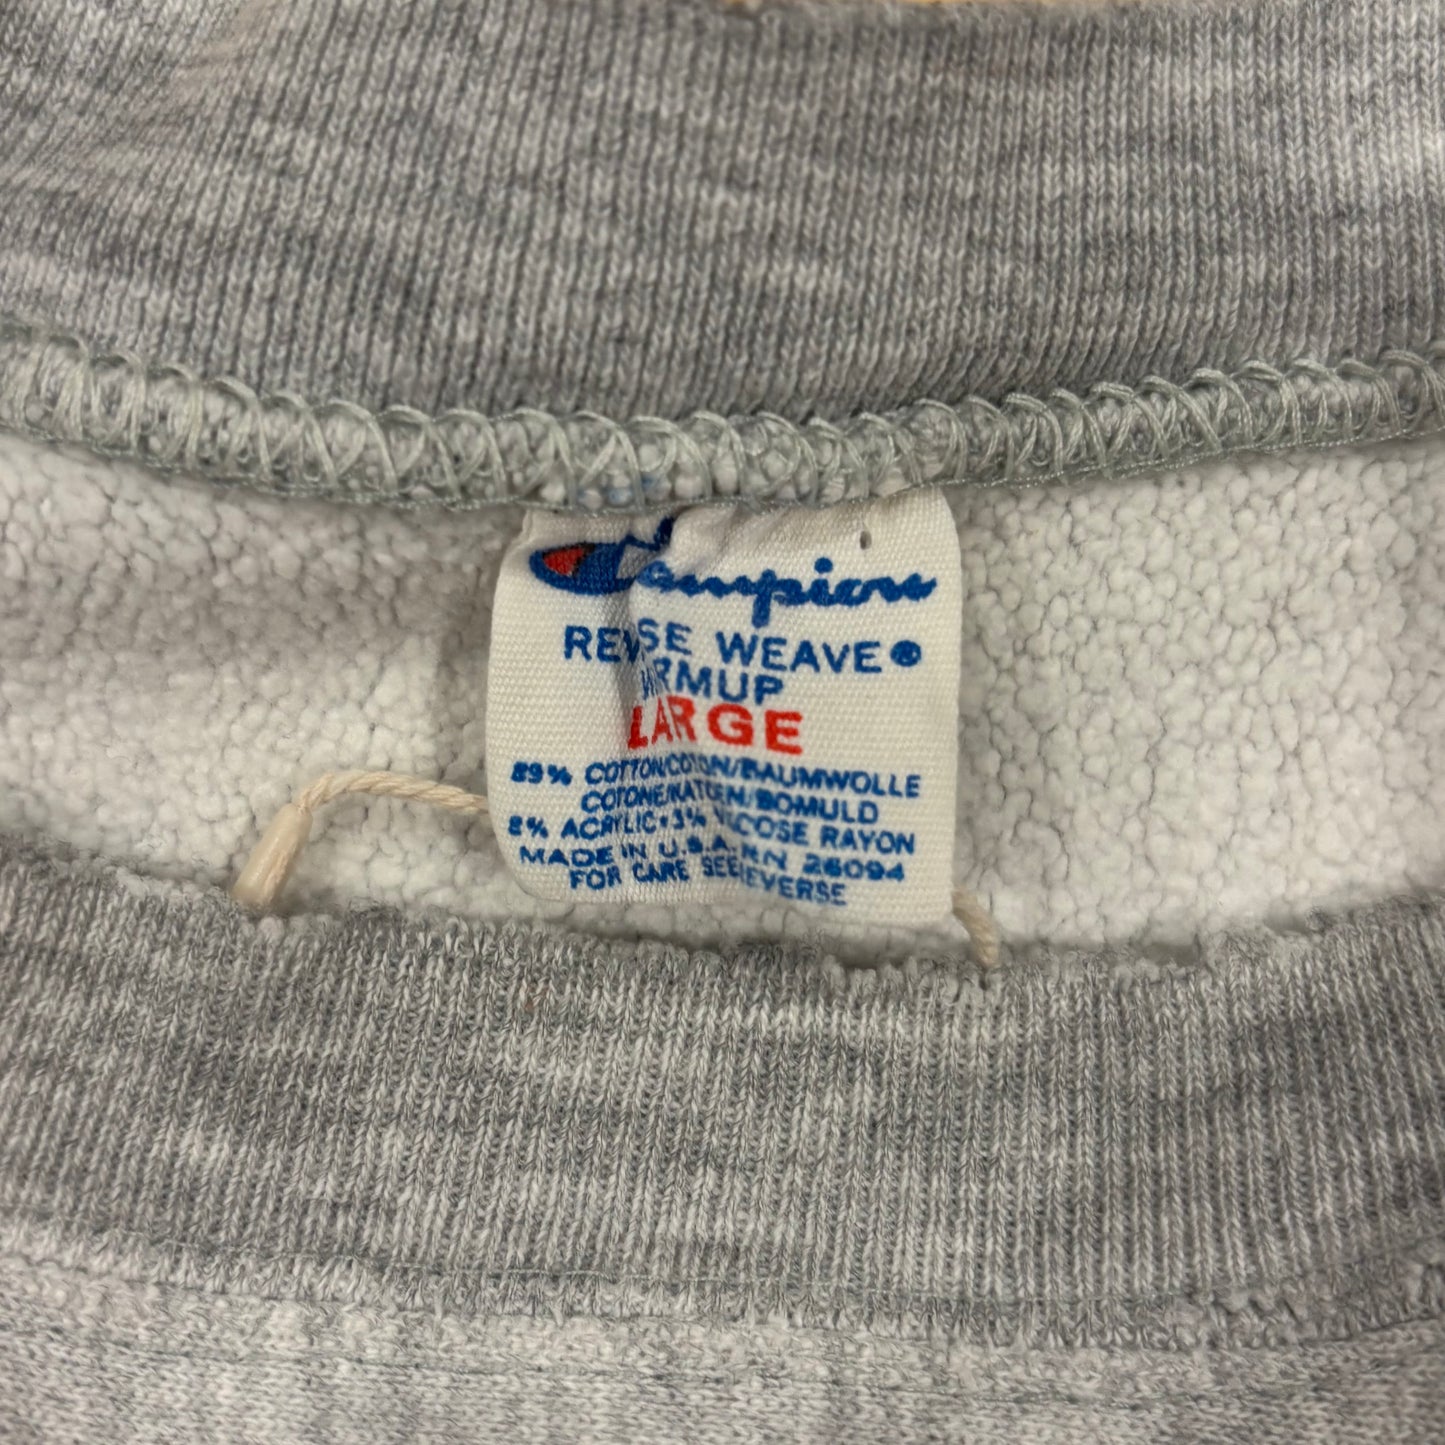 Champion
REVERSE WEAVE®
WARMUP
LARGE
89% COTTON/COTON/BAUMWOLLE
COTONE/KATOEN/BOMULD
8% ACRYLIC•3% VISCOSE RAYON
MADE IN U.S.A. RN 26094
FOR CARE SEE REVERSE